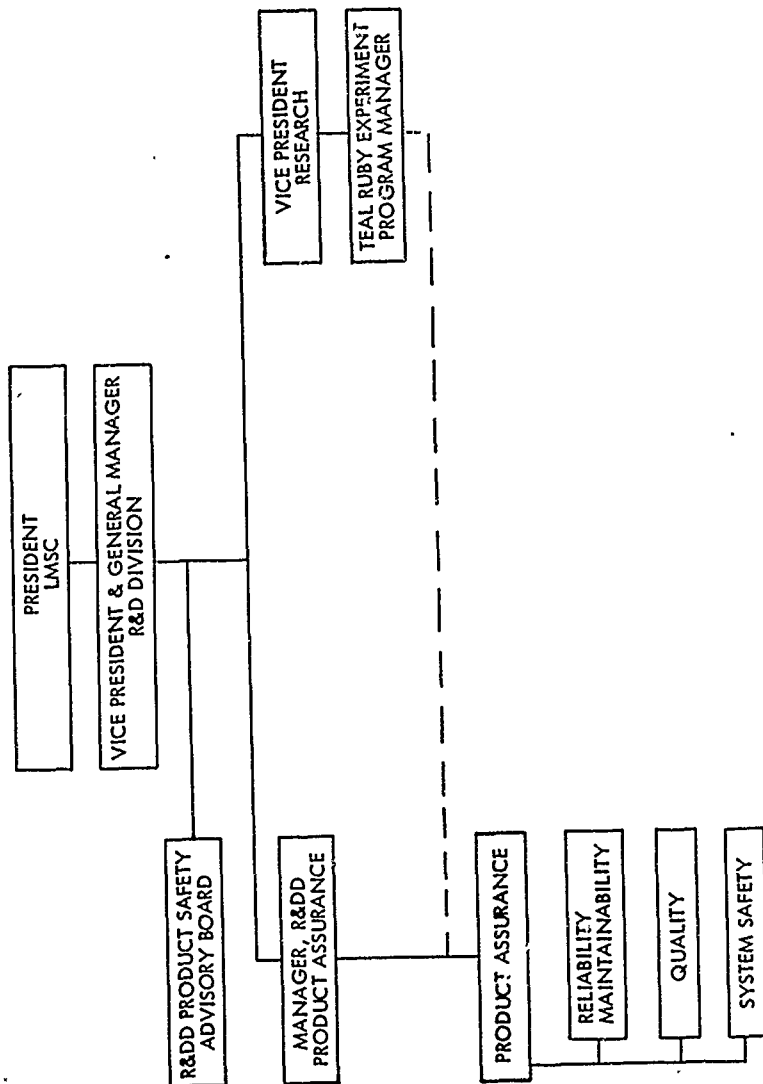 PRESIDENT
LMSC
VICE PRESIDENT & GENERAL MANAGER
R&D DIVISION
R&DD PRODUCT SAFETY
ADVISORY BOARD
MANAGER, R&DD
PRODUCT ASSURANCE
VICE PRESIDENT
RESEARCH
TEAL RUBY EXPERIMENT
PROGRAM MANAGER
PRODUCT ASSURANCE
RELIABILITY
MAINTAINABILITY
QUALITY
SYSTEM SAFETY